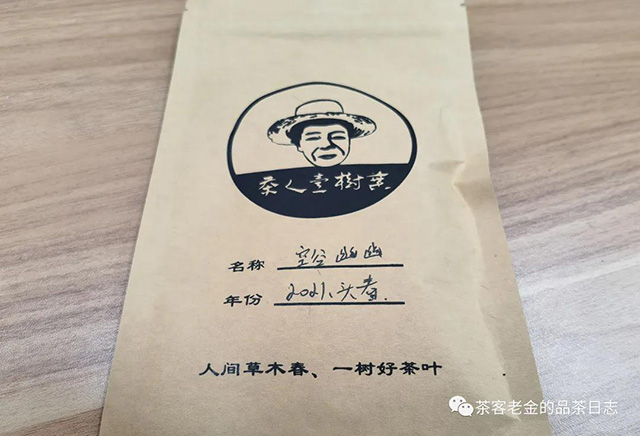 茶人壹樹葉
名称 空谷幽幽
年份 2021.头春.
人间草木春、一树好茶叶
茶客老金的品茶日志